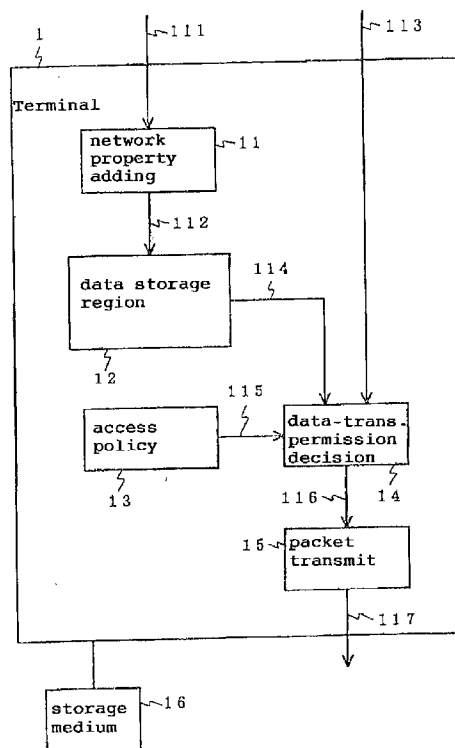 1
111
113
Terminal
network
property
adding
11
112
data storage
region
114
12
115
access
policy
data-trans.
permission
decision
13
116
14
15
packet
transmit
117
storage
medium
16